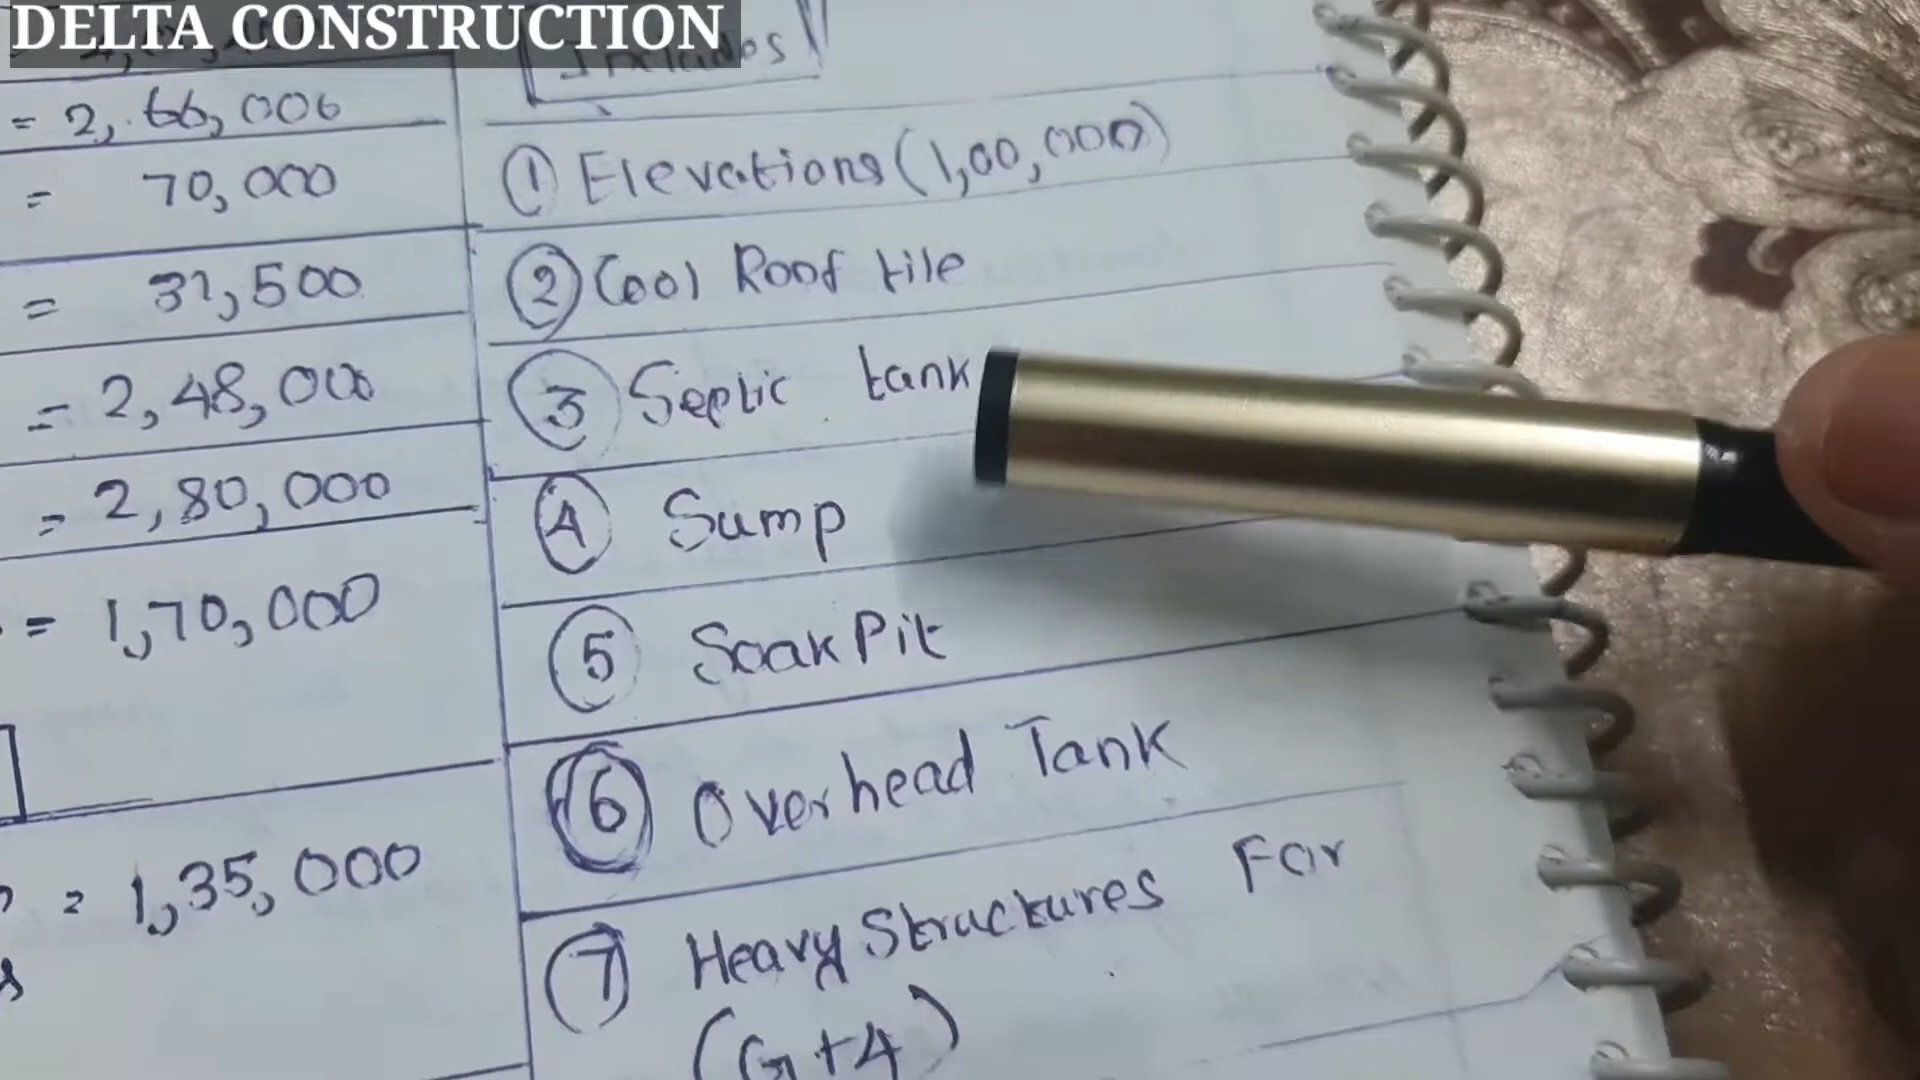 DELTA CONSTRUCTION
Includes
= 2,66,000
= 70,000
= 31,500
= 2,48,000
= 2,80,000
= 1,70,000
= 1,35,000
① Elevations (1,00,000)
② Cool Roof tile
③ Septic tank
④ Sump
⑤ Soak Pit
⑥ Overhead Tank
⑦ Heavy Structures For
(G+4)